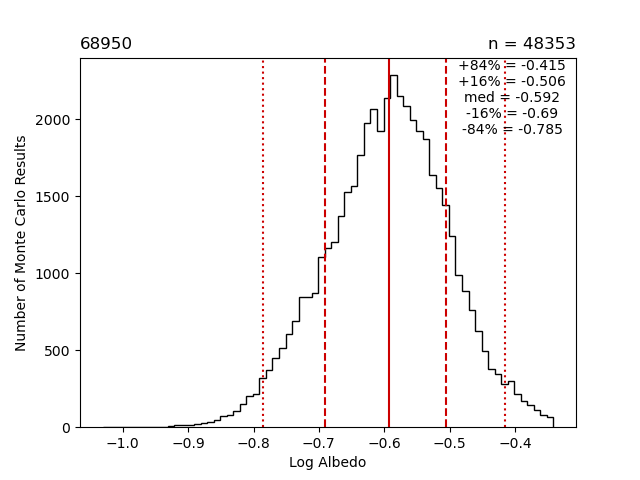 68950
n = 48353
+84% = -0.415
+16% = -0.506
med = -0.592
-16% = -0.69
-84% = -0.785
Number of Monte Carlo Results
2000
1500
1000
500
0
−1.0 −0.9 −0.8 −0.7 −0.6 −0.5 −0.4
Log Albedo